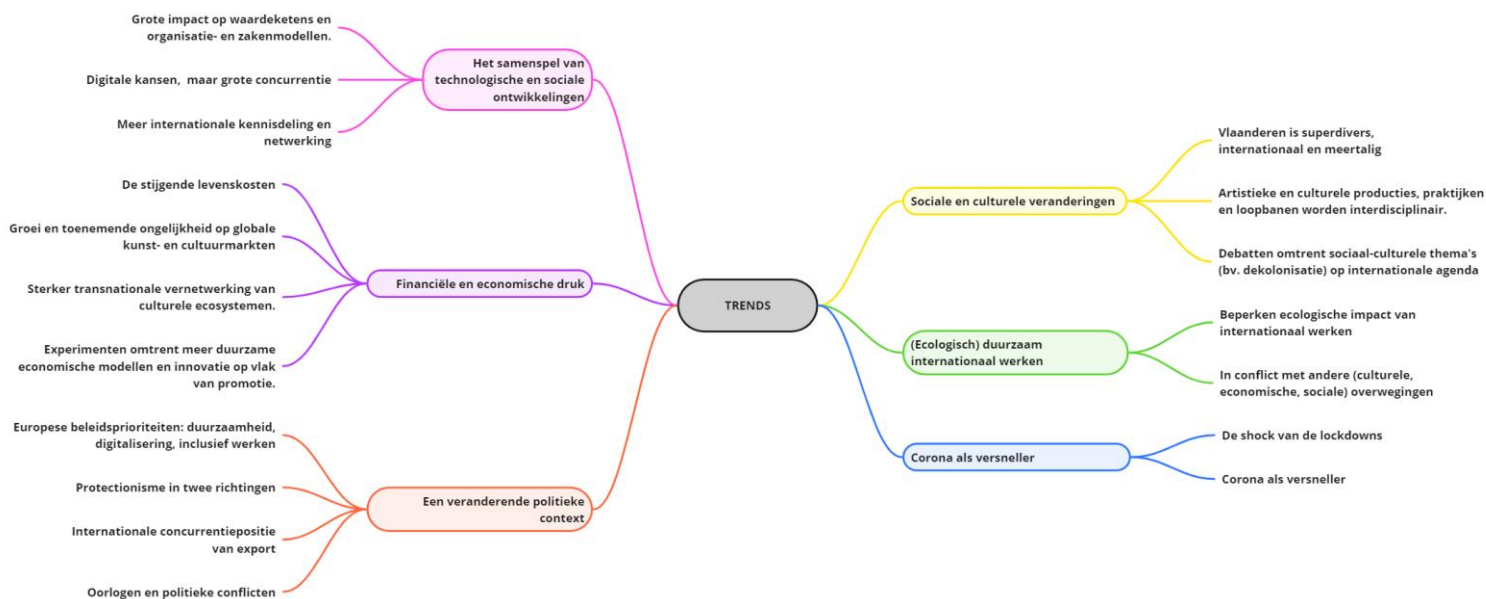 Grote impact op waardeketens en
organisatie- en zakenmodellen.
Digitale kansen,  maar grote concurrentie
Meer internationale kennisdeling en
netwerking
Het samenspel van
technologische en sociale
ontwikkelingen
De stijgende levenskosten
Groei en toenemende ongelijkheid op globale
kunst- en cultuurmarkten
Sterker transnationale vernetwerking van
culturele ecosystemen.
Experimenten omtrent meer duurzame
economische modellen en innovatie op vlak
van promotie.
Financiële en economische druk
Europese beleidsprioriteiten: duurzaamheid,
digitalisering, inclusief werken
Protectionisme in twee richtingen
Internationale concurrentiepositie
van export
Oorlogen en politieke conflicten
Een veranderende politieke
context
TRENDS
Sociale en culturele veranderingen
Vlaanderen is superdivers,
internationaal en meertalig
Artistieke en culturele producties, praktijken
en loopbanen worden interdisciplinair.
Debatten omtrent sociaal-culturele thema's
(bv. dekolonisatie) op internationale agenda
(Ecologisch) duurzaam
internationaal werken
Beperken ecologische impact van
internationaal werken
In conflict met andere (culturele,
economische, sociale) overwegingen
Corona als versneller
De shock van de lockdowns
Corona als versneller